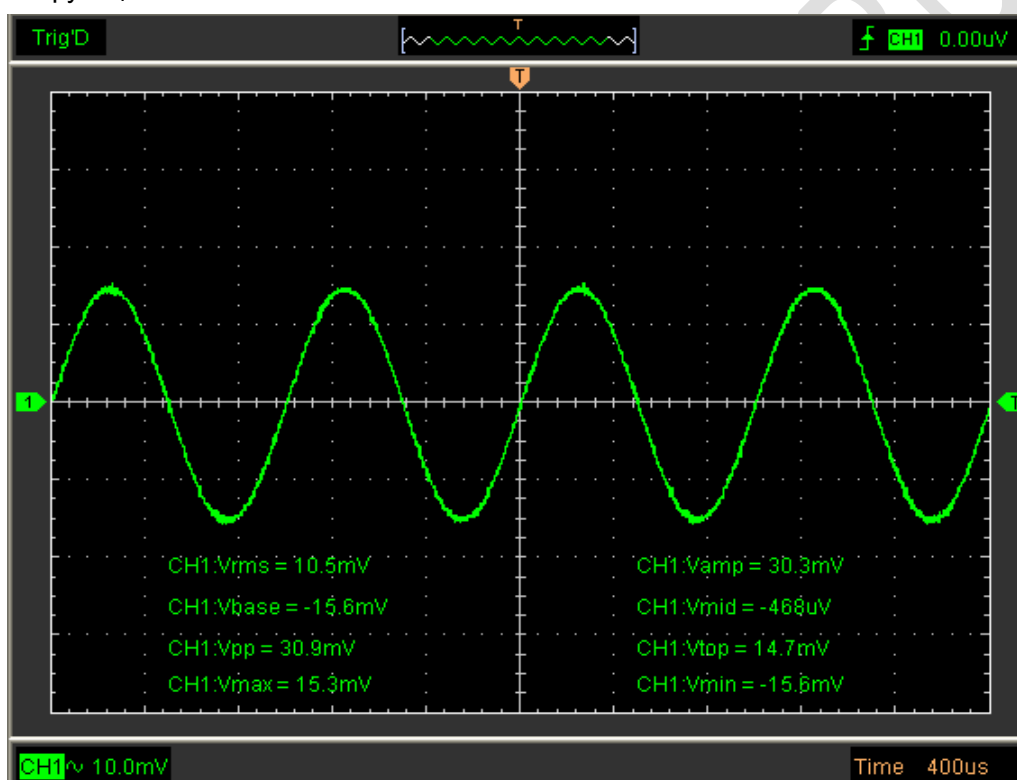 Trig'D T CH1 0.00uV
T
1 T
CH1:Vrms = 10.5mV CH1:Vamp = 30.3mV
CH1:Vbase = -15.6mV CH1:Vmid = -468uV
CH1:Vpp = 30.9mV CH1:Vtop = 14.7mV
CH1:Vmax = 15.3mV CH1:Vmin = -15.6mV
CH1 10.0mV Time 400us